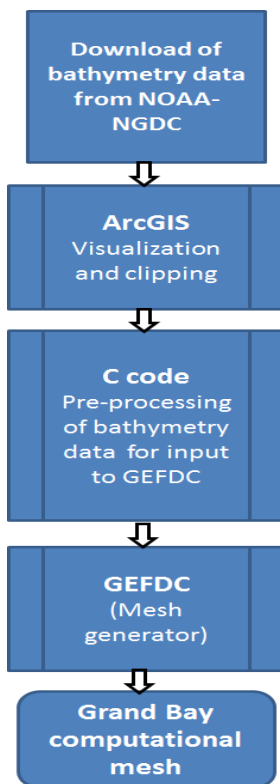 Download of
bathymetry data
from NOAA-
NGDC
ArcGIS
Visualization
and clipping
C code
Pre-processing
of bathymetry
data for input
to GEFDC
GEFDC
(Mesh
generator)
Grand Bay
computational
mesh